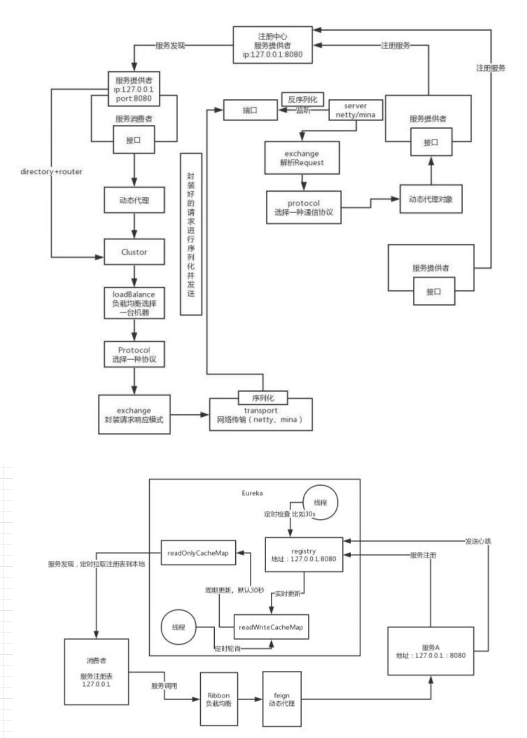 注册中心
服务提供者
ip:127.0.0.1:8080
服务发现
注册服务
注册服务
服务提供者
ip:127.0.0.1
port:8080
服务消费者
接口
directory+router
动态代理
Clustor
loadBalance
负载均衡选择
一台机器
Protocol
选择一种协议
exchange
封装请求响应模式
序列化
transport
网络传输（netty、mina）
封装好的请求进行序列化并发送
端口
反序列化
监听
server
netty/mina
exchange
解析Request
protocol
选择一种通信协议
动态代理对象
服务提供者
接口
服务提供者
接口
Eureka
线程
定时检查 比如30s
registry
地址：127.0.0.1:8080
readOnlyCacheMap
周期更新，默认30秒
实时更新
readWriteCacheMap
线程
定时轮询
服务发现，定时拉取注册表到本地
消费者
服务注册表
127.0.0.1
服务调用
Ribbon
负载均衡
feign
动态代理
服务A
地址：127.0.0.1：8080
服务注册
发送心跳